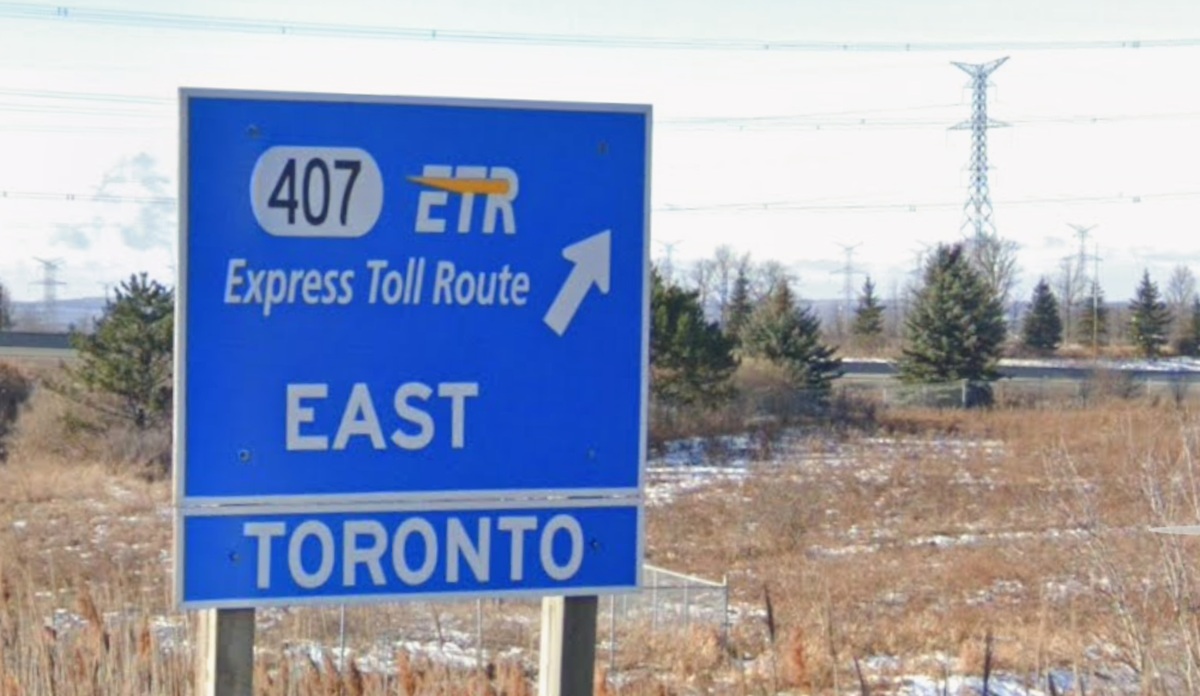 407 ETR
Express Toll Route
EAST
TORONTO